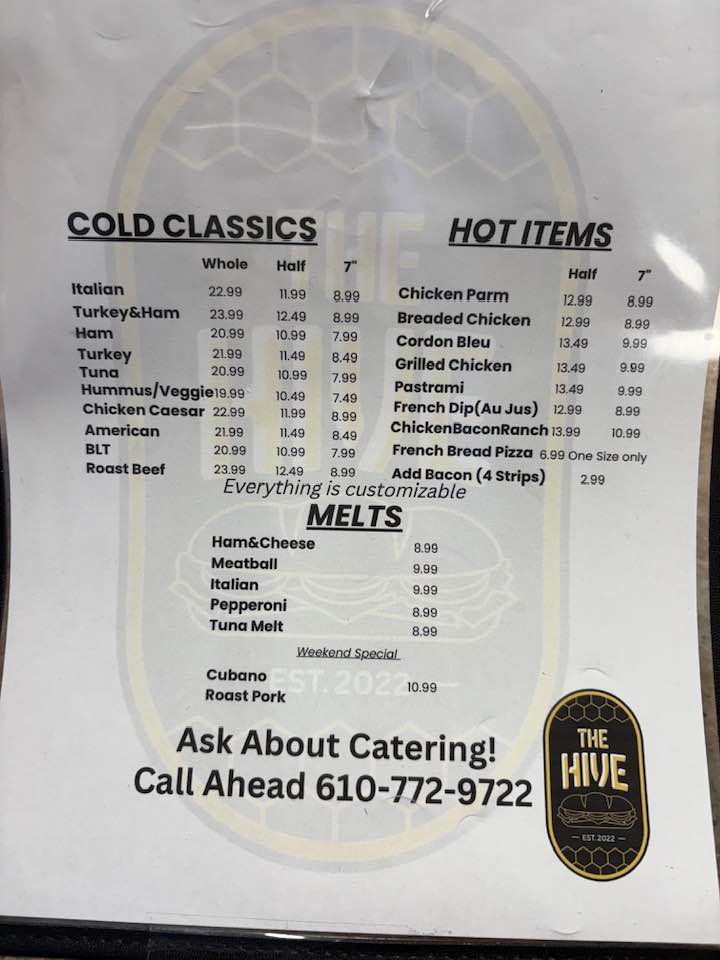 COLD CLASSICS
Whole Half 7"
Italian 22.99 11.99 8.99
Turkey&Ham 23.99 12.49 8.99
Ham 20.99 10.99 7.99
Turkey 21.99 11.49 8.49
Tuna 20.99 10.99 7.99
Hummus/Veggie 19.99 10.49 7.49
Chicken Caesar 22.99 11.99 8.99
American 21.99 11.49 8.49
BLT 20.99 10.99 7.99
Roast Beef 23.99 12.49 8.99
HOT ITEMS
Half 7"
Chicken Parm 12.99 8.99
Breaded Chicken 12.99 8.99
Cordon Bleu 13.49 9.99
Grilled Chicken 13.49 9.99
Pastrami 13.49 9.99
French Dip(Au Jus) 12.99 8.99
ChickenBaconRanch 13.99 10.99
French Bread Pizza 6.99 One Size only
Add Bacon (4 Strips) 2.99
Everything is customizable
MELTS
Ham&Cheese 8.99
Meatball 9.99
Italian 9.99
Pepperoni 8.99
Tuna Melt 8.99
Weekend Special
Cubano
Roast Pork 10.99
Ask About Catering!
Call Ahead 610-772-9722
THE
HIVE
EST. 2022
THE
HIVE
— EST. 2022 —